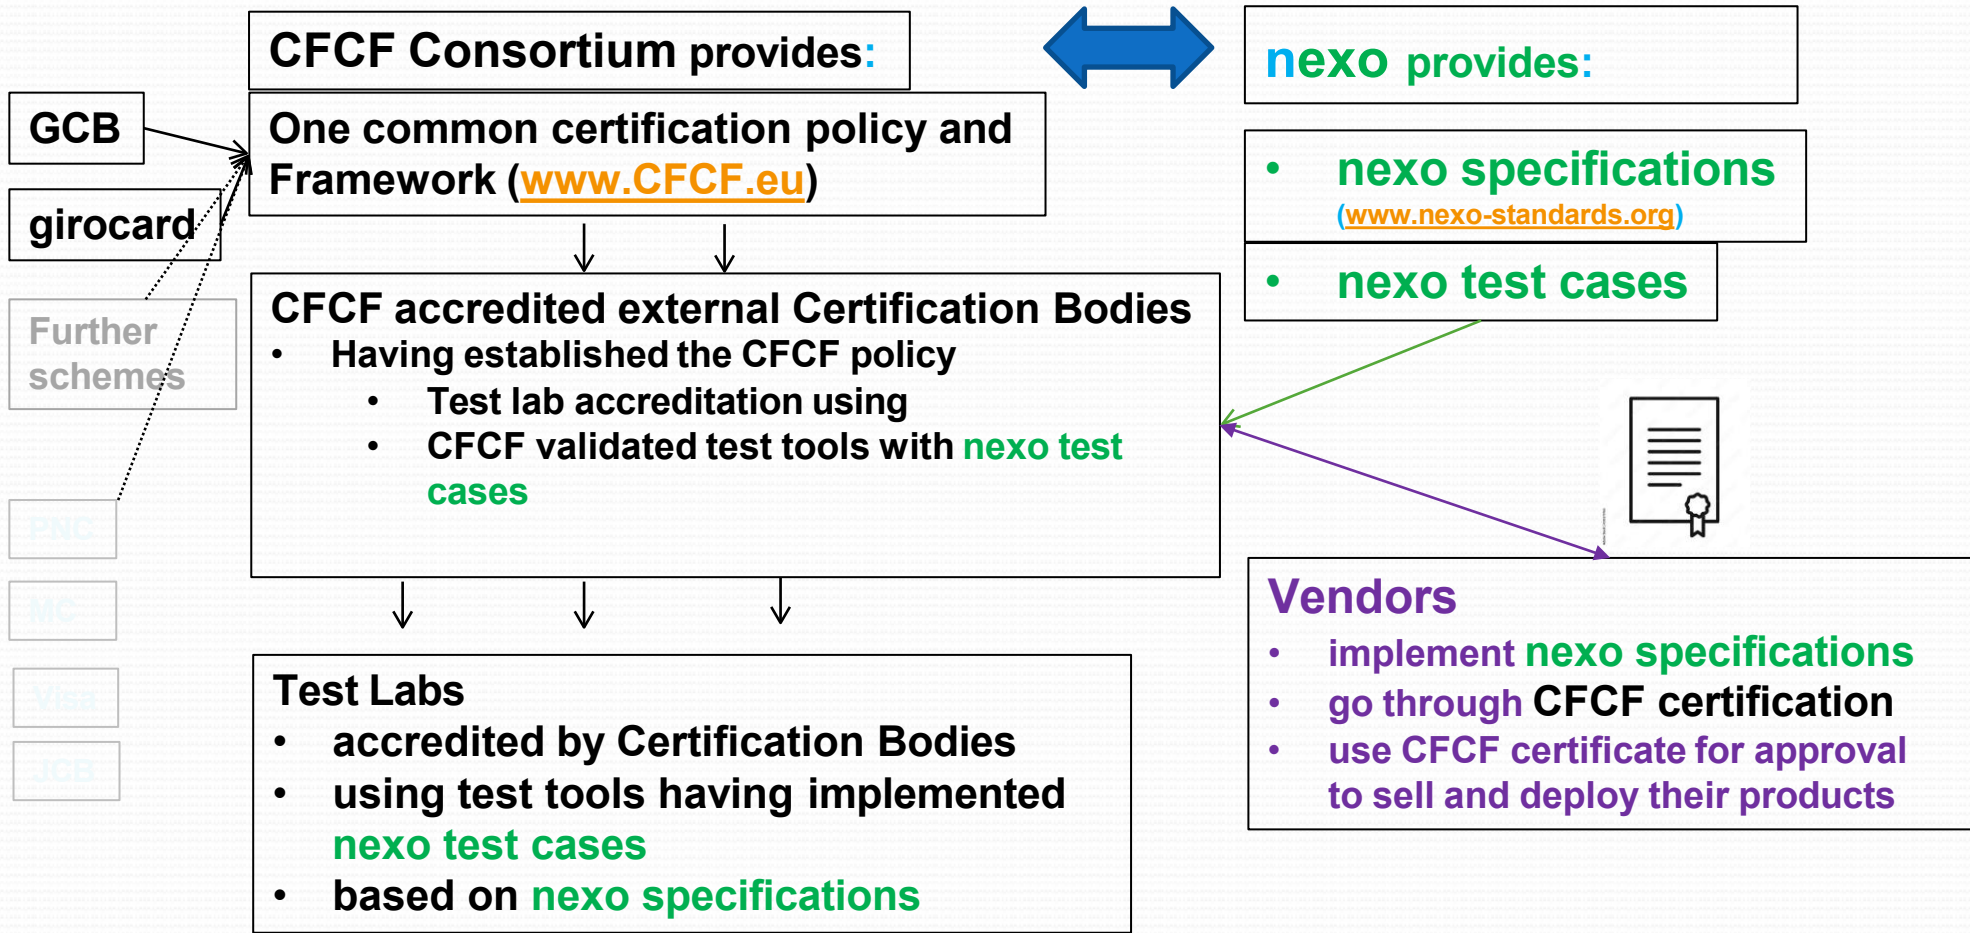 CFCF Consortium provides:
nexo provides:
GCB
One common certification policy and
Framework (www.CFCF.eu)
• nexo specifications
(www.nexo-standards.org)
girocard
• nexo test cases
CFCF accredited external Certification Bodies
• Having established the CFCF policy
• Test lab accreditation using
• CFCF validated test tools with nexo test
cases
Further
schemes
PNC
MC
Visa
JCB
Vendors
• implement nexo specifications
• go through CFCF certification
• use CFCF certificate for approval
to sell and deploy their products
Test Labs
• accredited by Certification Bodies
• using test tools having implemented
nexo test cases
• based on nexo specifications